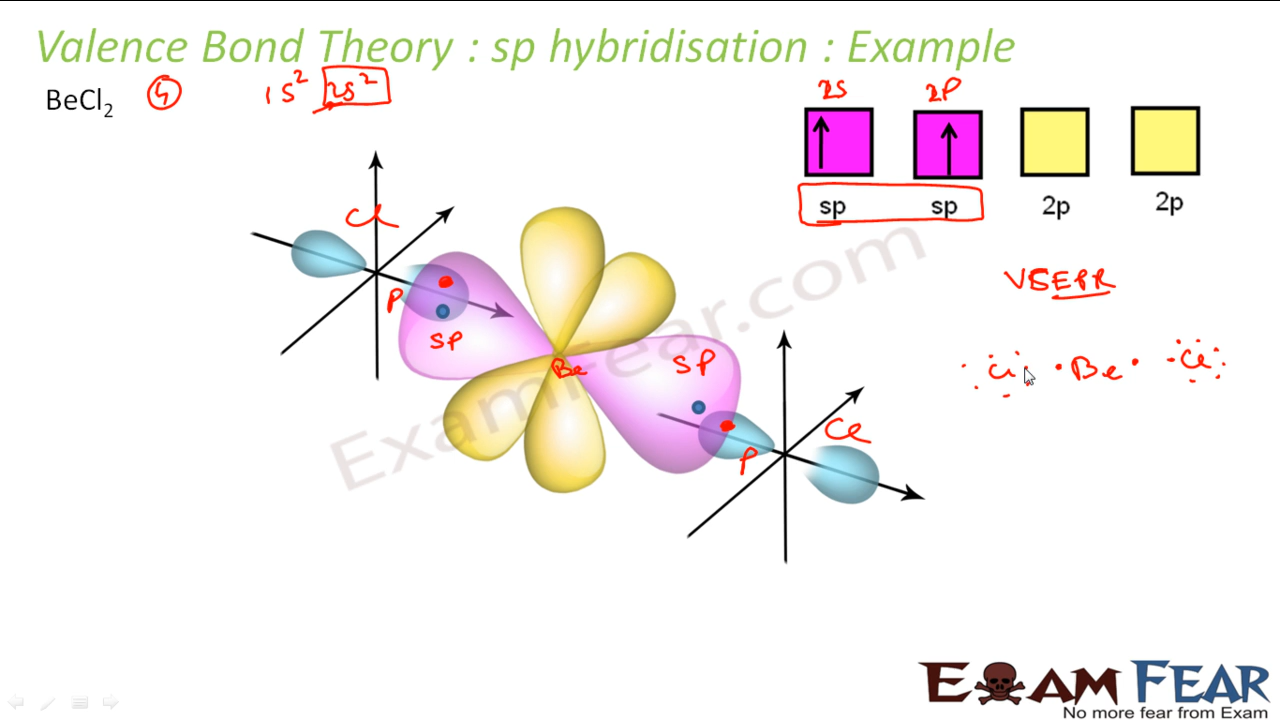 Valence Bond Theory : sp hybridisation : Example
BeCl2 4 1s² 2s²
2s 2p
sp sp 2p 2p
Cl
VSEPR
P
sp
Be
sp
Cl Be Cl
Cl
P
ExamFear.com
EXAM FEAR
No more fear from Exam